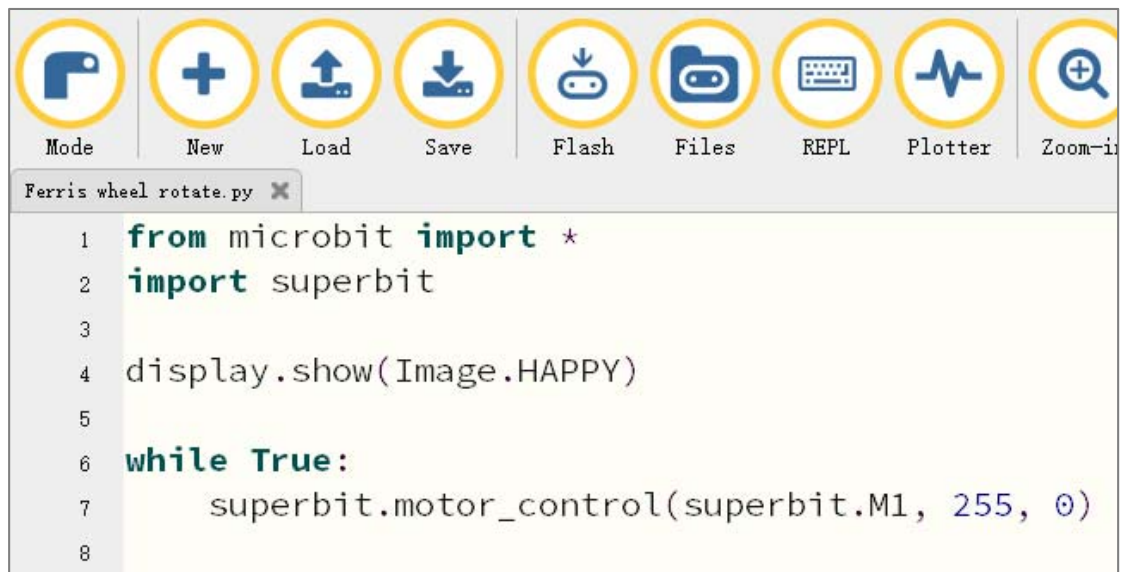 Mode New Load Save Flash Files REPL Plotter Zoom-i
Ferris wheel rotate.py
1 from microbit import *
2 import superbit
3
4 display.show(Image.HAPPY)
5
6 while True:
7     superbit.motor_control(superbit.M1, 255, 0)
8